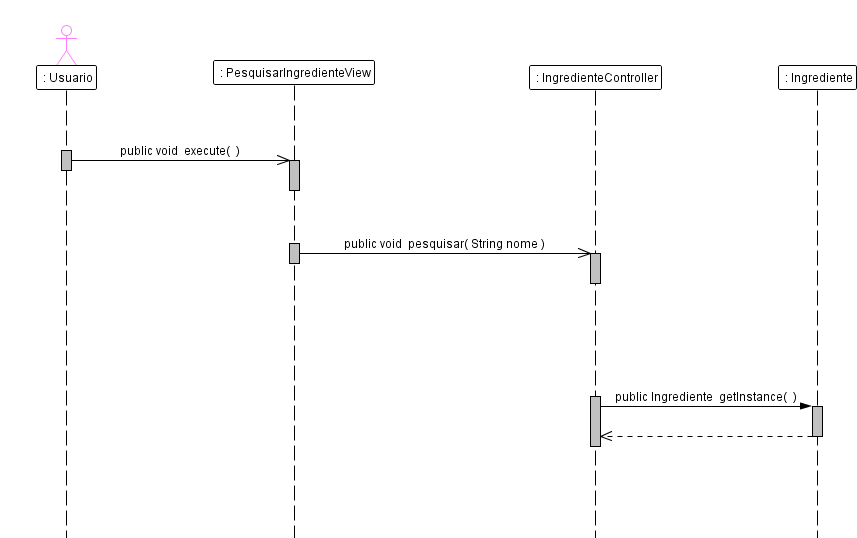 : Usuario
: PesquisarIngredienteView
: IngredienteController
: Ingrediente
public void execute( )
public void pesquisar( String nome )
public Ingrediente getInstance( )